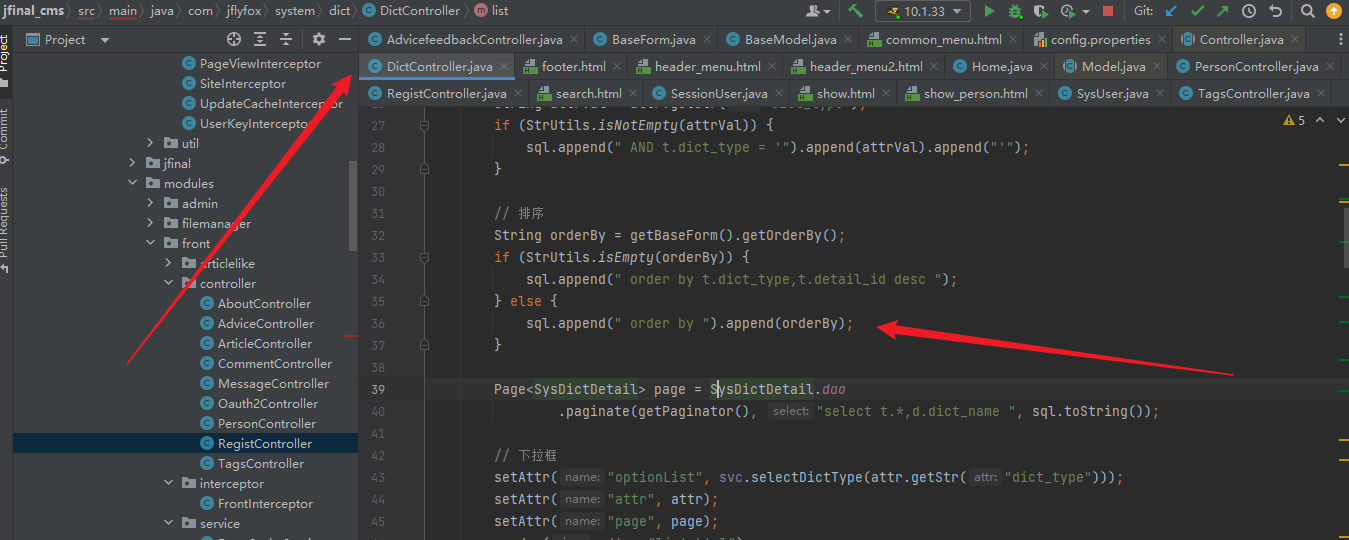 jfinal_cms > src > main > java > com > jflyfox > system > dict > DictController > list
10.1.33
Git:
Project
AdvicefeedbackController.java
BaseForm.java
BaseModel.java
common_menu.html
config.properties
Controller.java
DictController.java
footer.html
header_menu.html
header_menu2.html
Home.java
Model.java
PersonController.java
RegistController.java
search.html
SessionUser.java
show.html
show_person.html
SysUser.java
TagsController.java
Project
Commit
Pull Requests
PageViewInterceptor
SiteInterceptor
UpdateCacheInterceptor
UserKeyInterceptor
util
jfinal
modules
admin
filemanager
front
articlelike
controller
AboutController
AdviceController
ArticleController
CommentController
MessageController
Oauth2Controller
PersonController
RegistController
TagsController
interceptor
FrontInterceptor
service
5
27 if (StrUtils.isNotEmpty(attrVal)) {
28 sql.append(" AND t.dict_type = '").append(attrVal).append("'");
29 }
30
31 // 排序
32 String orderBy = getBaseForm().getOrderBy();
33 if (StrUtils.isEmpty(orderBy)) {
34 sql.append(" order by t.dict_type,t.detail_id desc ");
35 } else {
36 sql.append(" order by ").append(orderBy);
37 }
38
39 Page<SysDictDetail> page = SysDictDetail.dao
40 .paginate(getPaginator(), select: "select t.*,d.dict_name ", sql.toString());
41
42 // 下拉框
43 setAttr( name: "optionList", svc.selectDictType(attr.getStr( attr: "dict_type")));
44 setAttr( name: "attr", attr);
45 setAttr( name: "page", page);